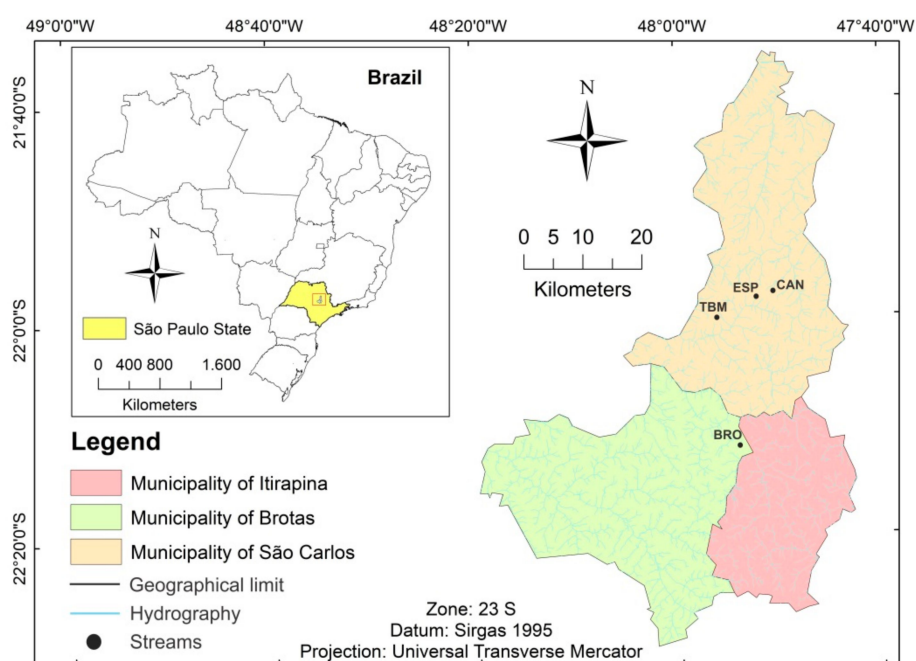 49°0'0"W 48°40'0"W 48°20'0"W 48°0'0"W 47°40'0"W
21°40'0"S
22°0'0"S
22°20'0"S
Brazil
N
São Paulo State
0 400 800 1.600
Kilometers
N
0 5 10 20
Kilometers
ESP CAN
TBM
BRO
Legend
Municipality of Itirapina
Municipality of Brotas
Municipality of São Carlos
Geographical limit
Hydrography
Streams
Zone: 23 S
Datum: Sirgas 1995
Projection: Universal Transverse Mercator